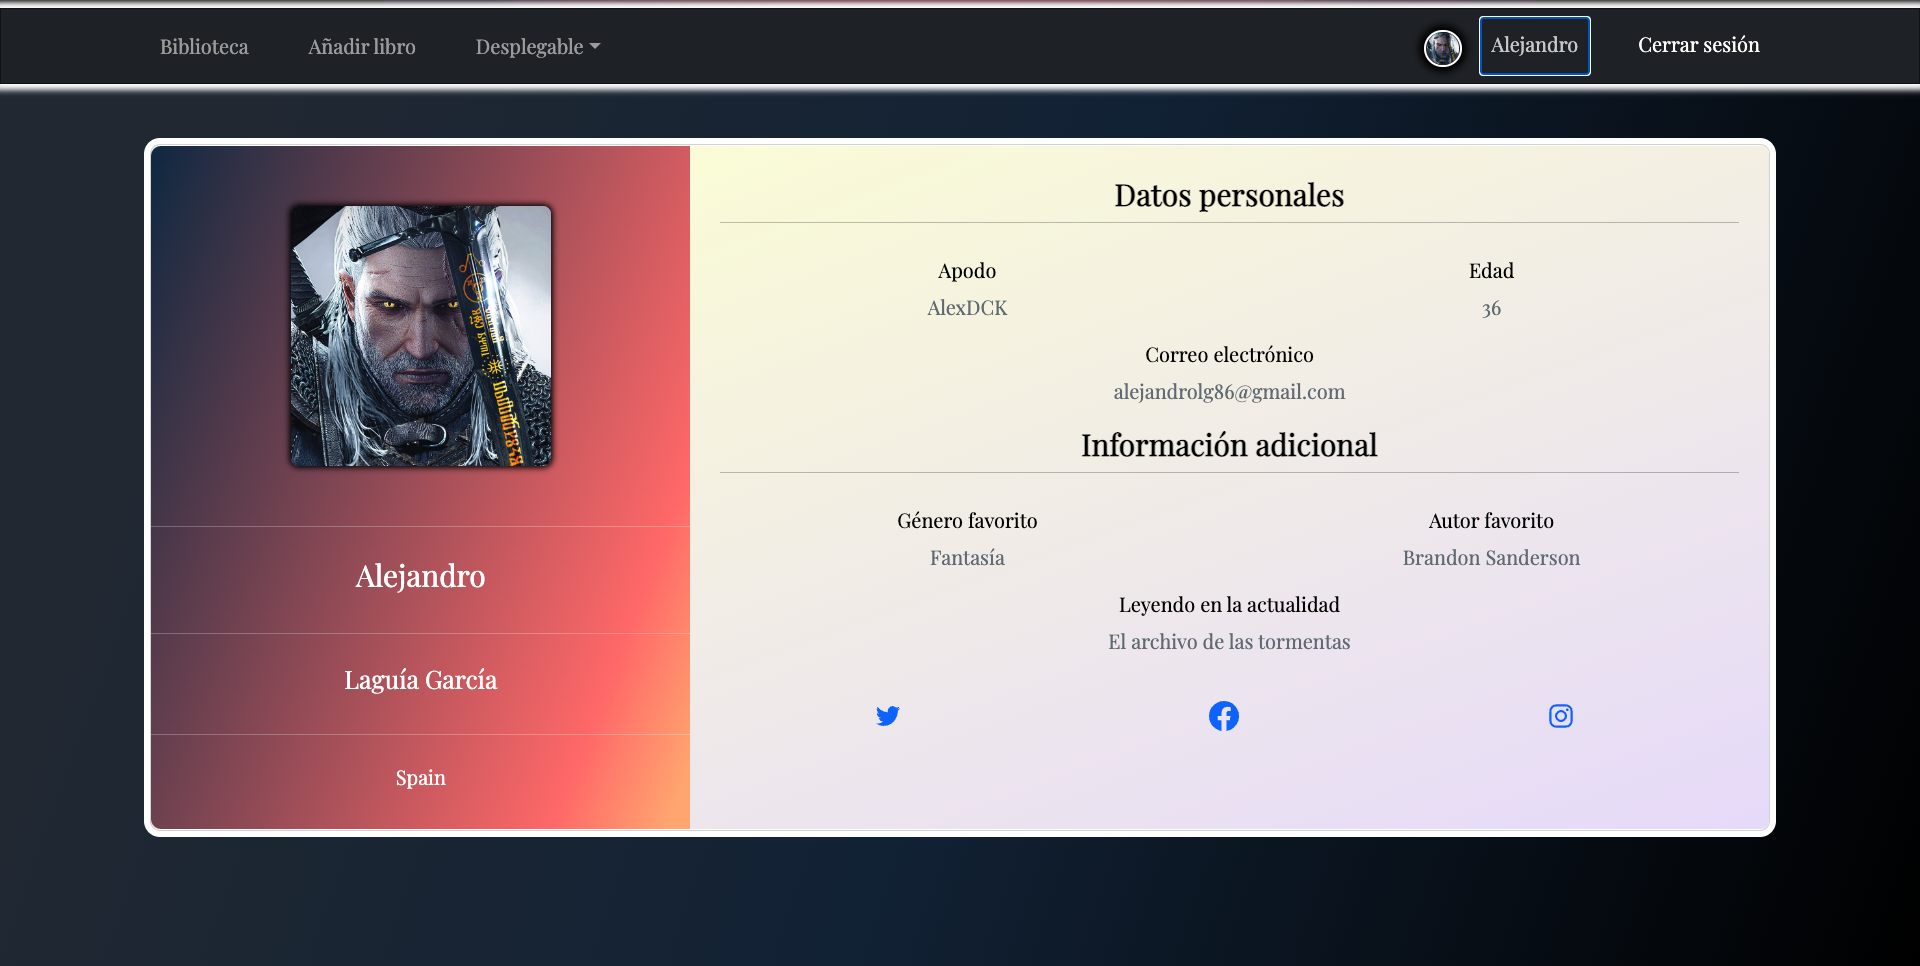 Biblioteca Añadir libro Desplegable Alejandro Cerrar sesión
Alejandro
Laguía García
Spain
Datos personales
Apodo Edad
AlexDCK 36
Correo electrónico
alejandrolg86@gmail.com
Información adicional
Género favorito Autor favorito
Fantasía Brandon Sanderson
Leyendo en la actualidad
El archivo de las tormentas